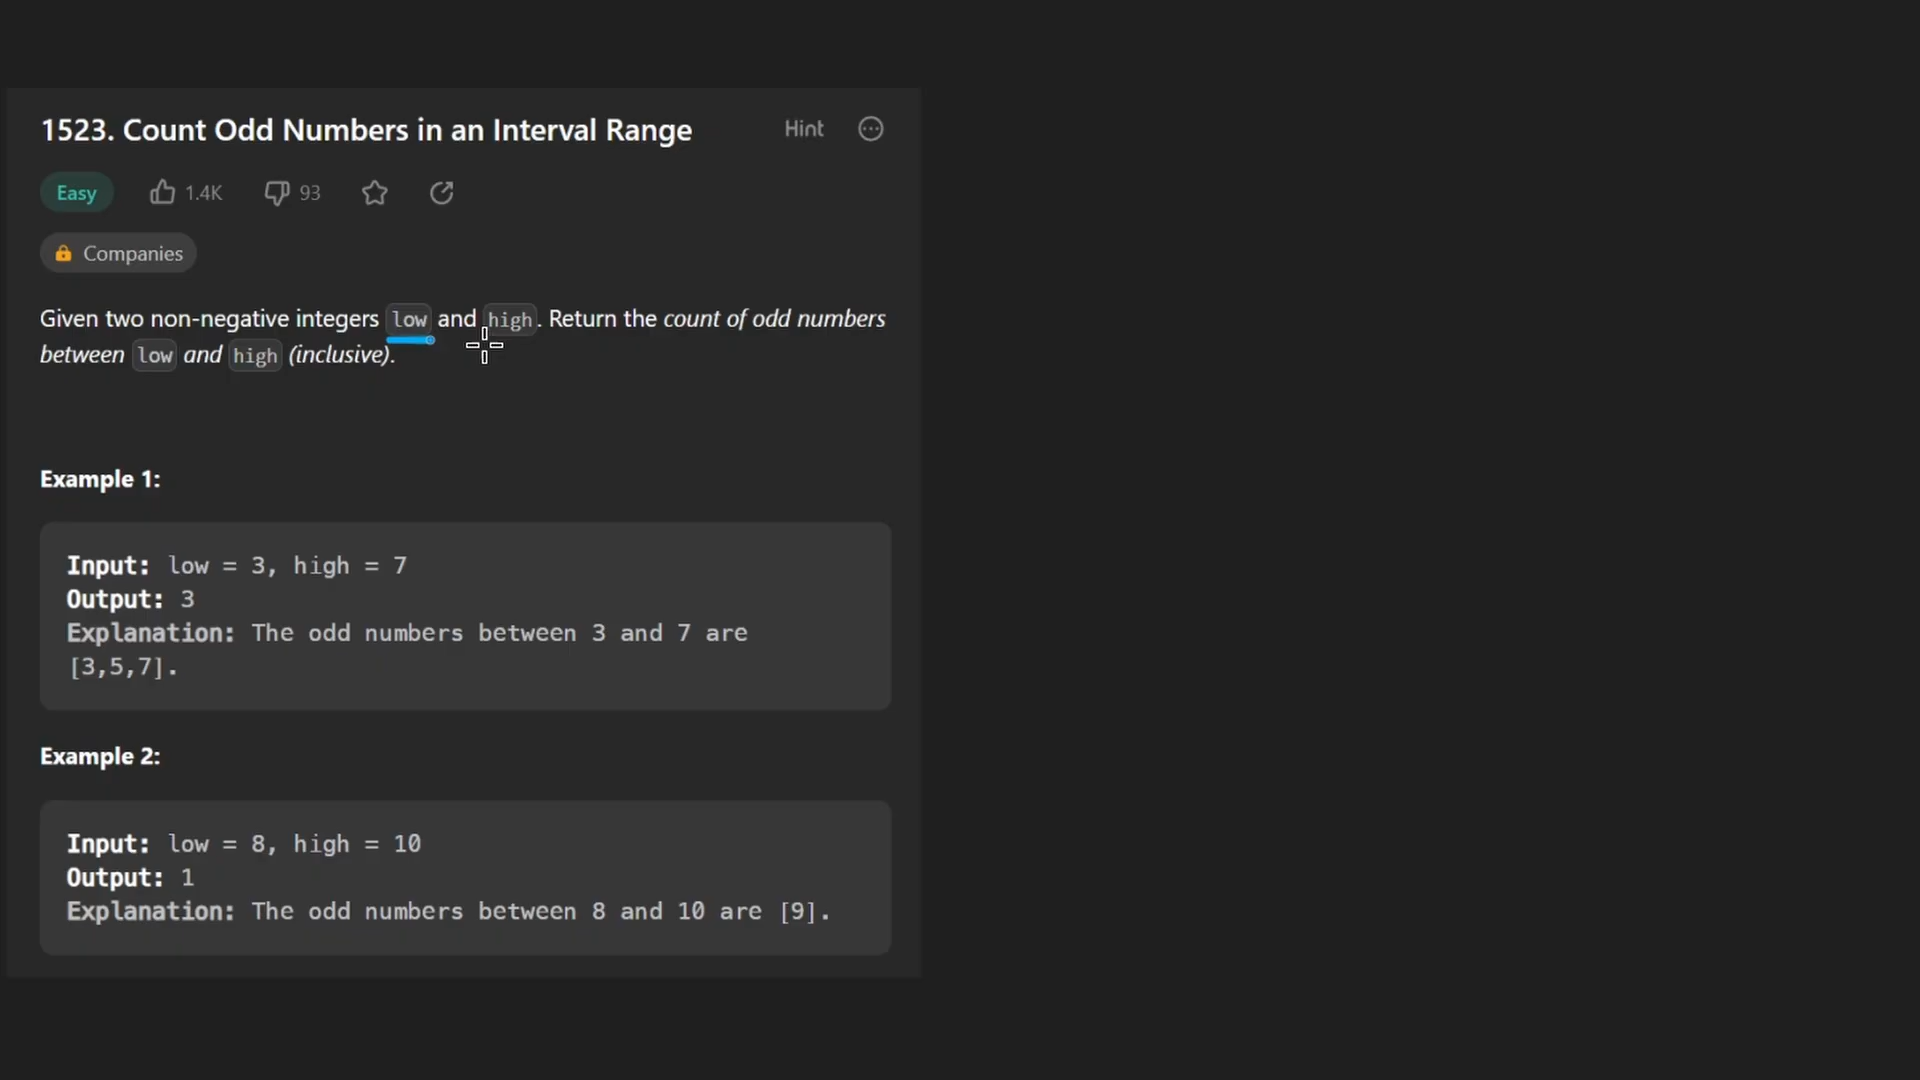 1523. Count Odd Numbers in an Interval Range
Hint
Easy
1.4K
93
Companies
Given two non-negative integers low and high. Return the count of odd numbers
between low and high (inclusive).
Example 1:
Input: low = 3, high = 7
Output: 3
Explanation: The odd numbers between 3 and 7 are
[3,5,7].
Example 2:
Input: low = 8, high = 10
Output: 1
Explanation: The odd numbers between 8 and 10 are [9].